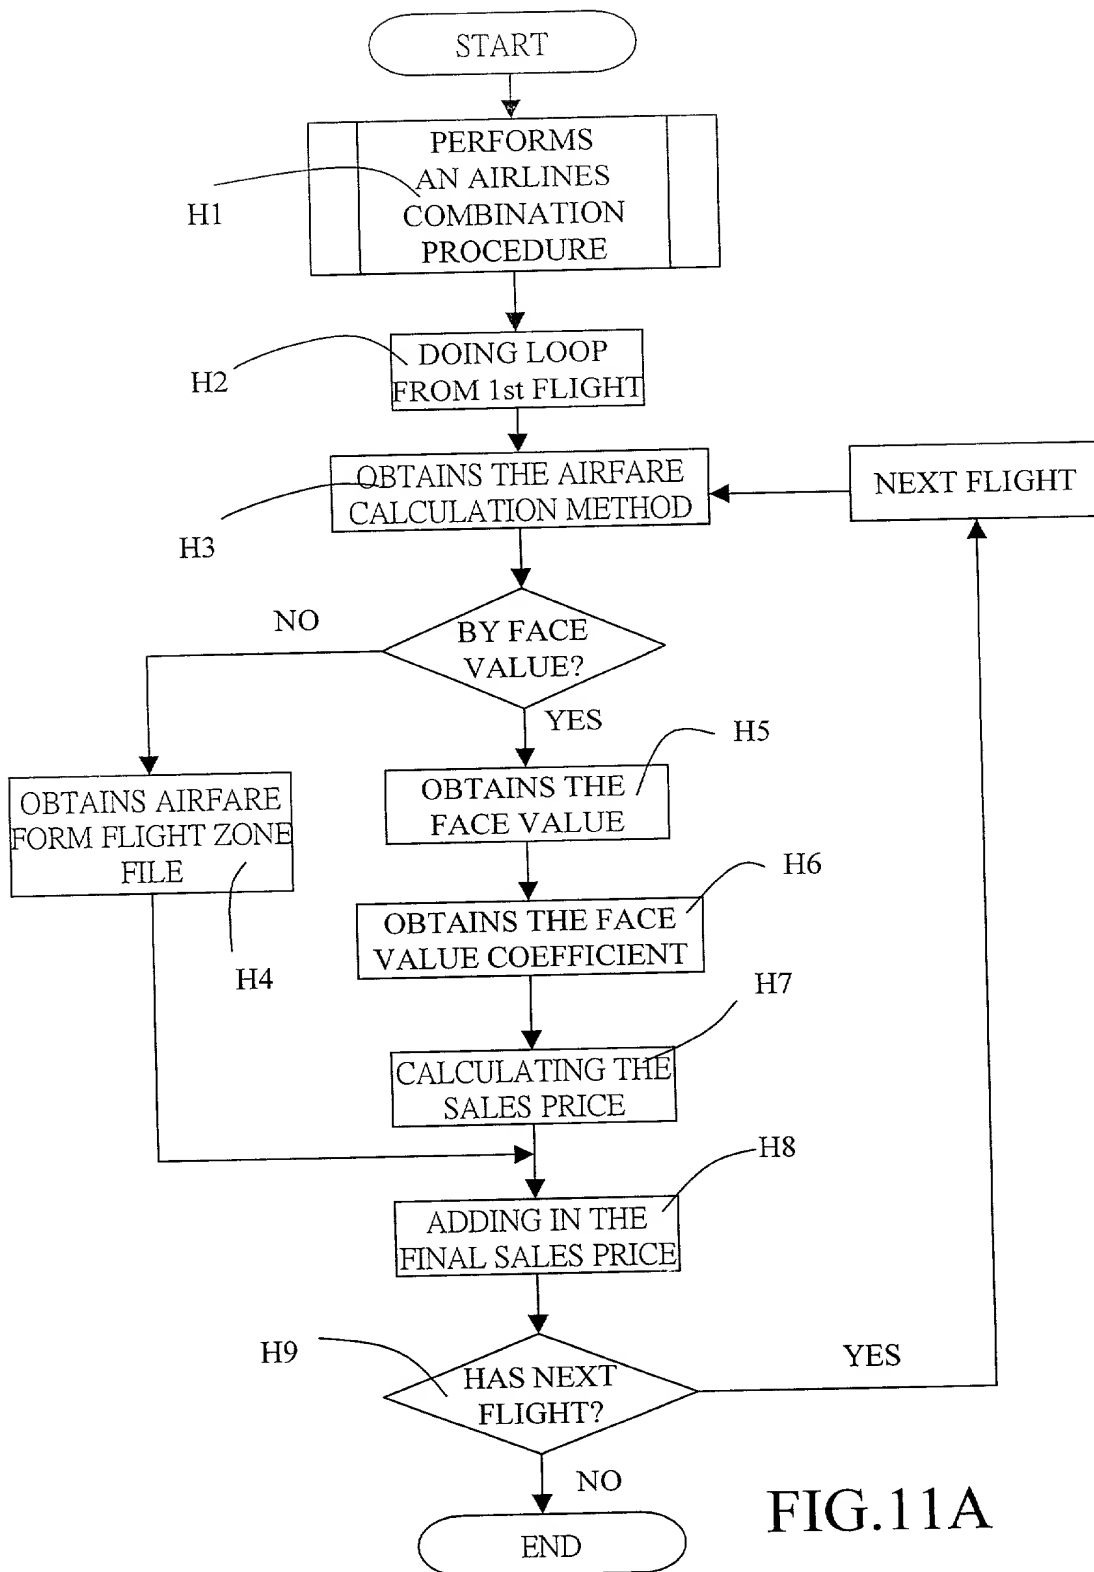 START
PERFORMS
AN AIRLINES
COMBINATION
PROCEDURE
H1
DOING LOOP
FROM 1st FLIGHT
H2
OBTAINS THE AIRFARE
CALCULATION METHOD
NEXT FLIGHT
H3
NO
BY FACE
VALUE?
YES
H5
OBTAINS THE
FACE VALUE
OBTAINS AIRFARE
FORM FLIGHT ZONE
FILE
H6
OBTAINS THE FACE
VALUE COEFFICIENT
H4
H7
CALCULATING THE
SALES PRICE
H8
ADDING IN THE
FINAL SALES PRICE
H9
HAS NEXT
FLIGHT?
YES
NO
END
FIG.11A